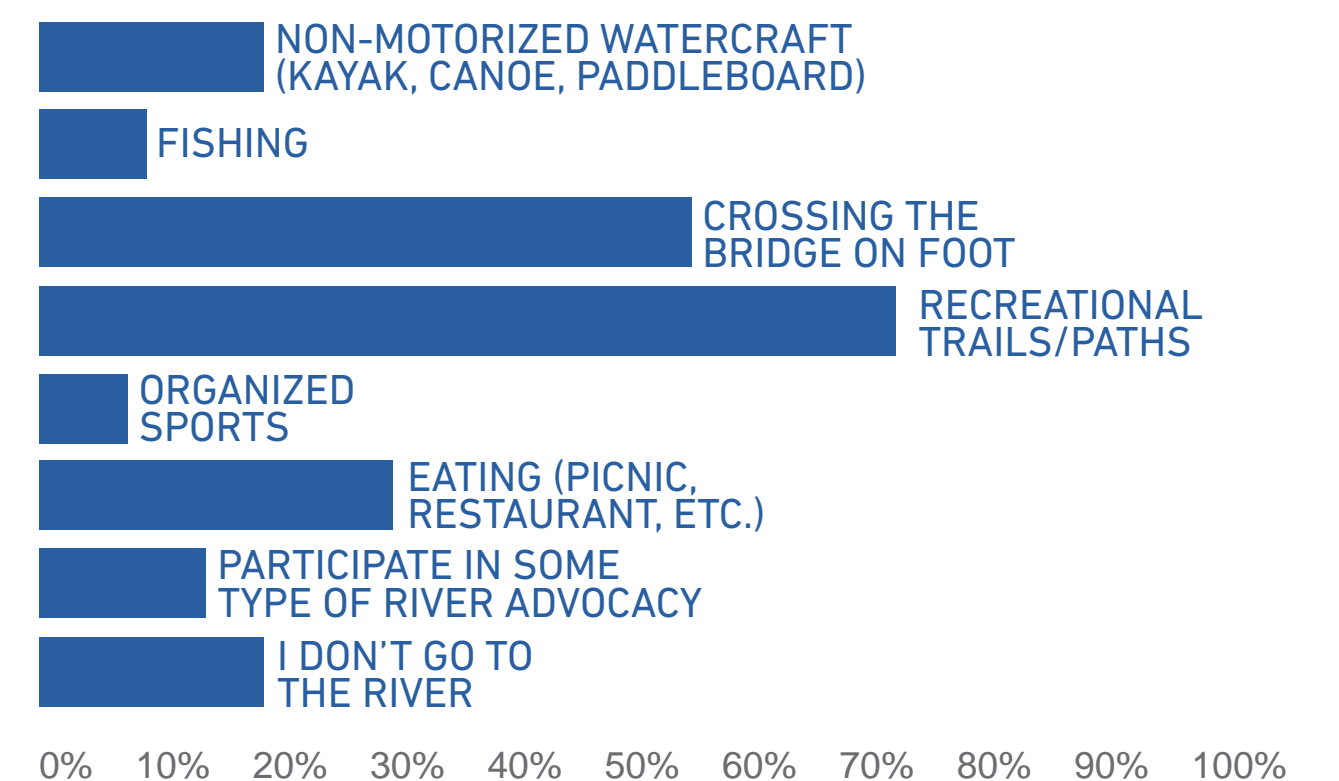 NON-MOTORIZED WATERCRAFT
(KAYAK, CANOE, PADDLEBOARD)
FISHING
CROSSING THE
BRIDGE ON FOOT
RECREATIONAL
TRAILS/PATHS
ORGANIZED
SPORTS
EATING (PICNIC,
RESTAURANT, ETC.)
PARTICIPATE IN SOME
TYPE OF RIVER ADVOCACY
I DON'T GO TO
THE RIVER
0% 10% 20% 30% 40% 50% 60% 70% 80% 90% 100%